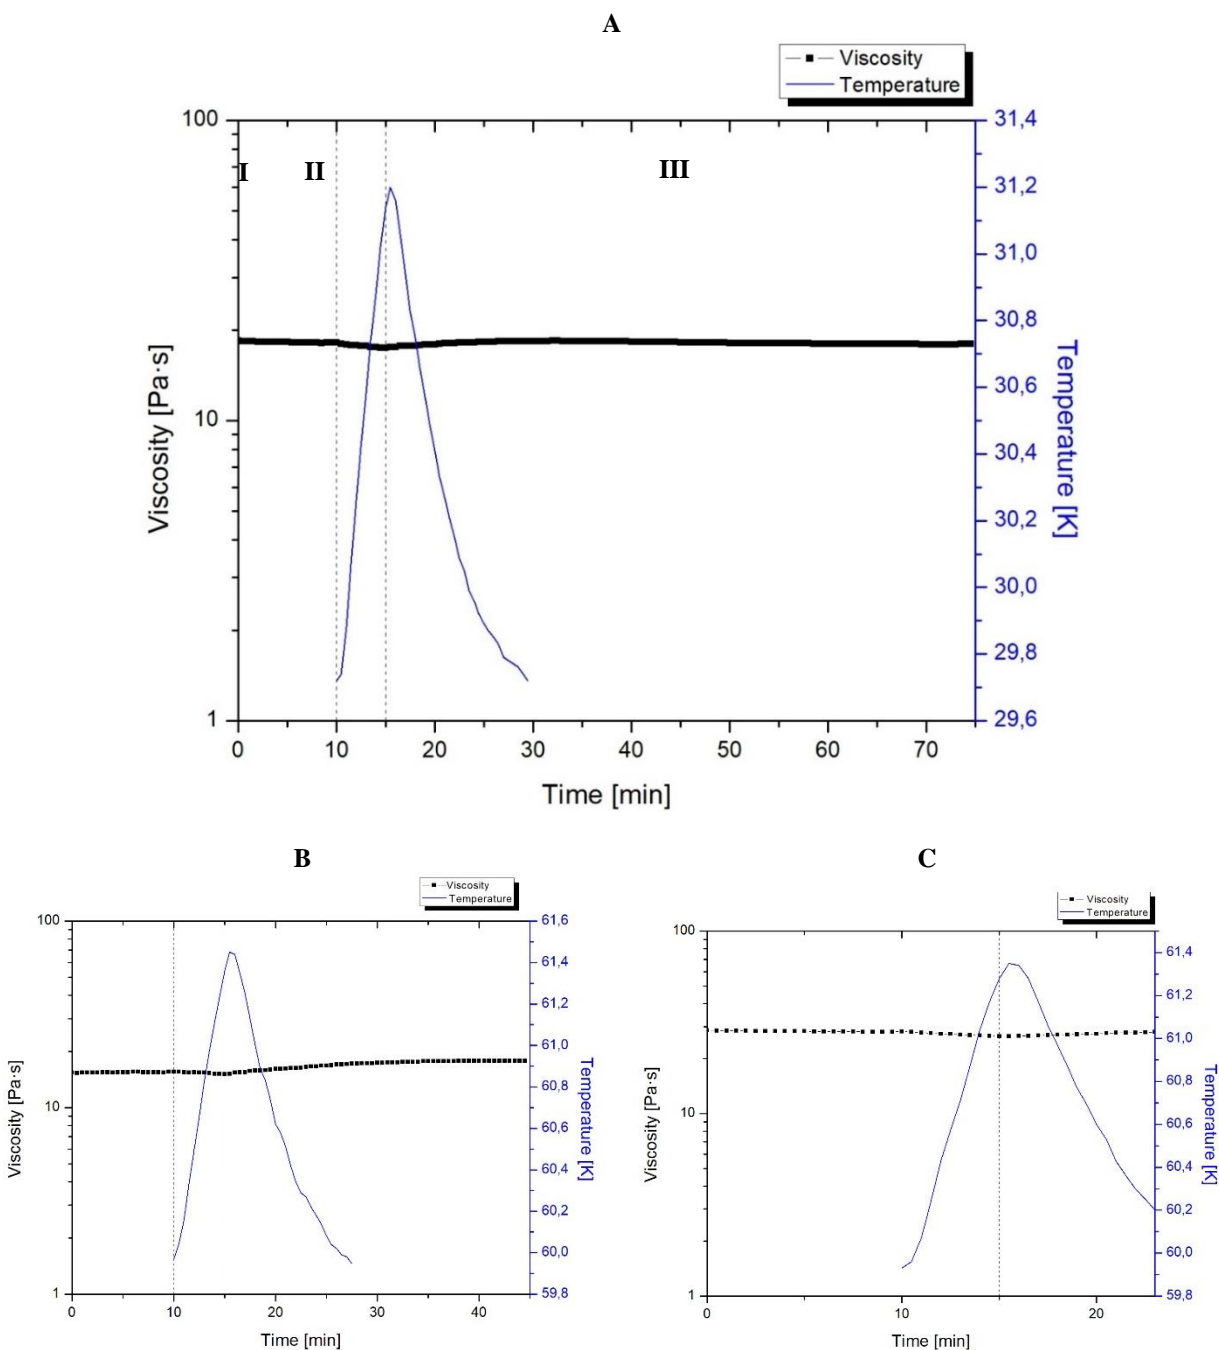 A
Viscosity
Temperature
100
31,4
I
II
III
31,2
31,0
30,8
30,6
10
30,4
30,2
30,0
29,8
1
29,6
0
10
20
30
40
50
60
70
Viscosity [Pa·s]
Temperature [K]
Time [min]
B
Viscosity
Temperature
100
61,6
61,4
61,2
61,0
60,8
10
60,6
60,4
60,2
60,0
1
59,8
0
10
20
30
40
Viscosity [Pa·s]
Temperature [K]
Time [min]
C
Viscosity
Temperature
100
61,4
61,2
61,0
60,8
10
60,6
60,4
60,2
60,0
1
59,8
0
10
20
Viscosity [Pa·s]
Temperature [K]
Time [min]